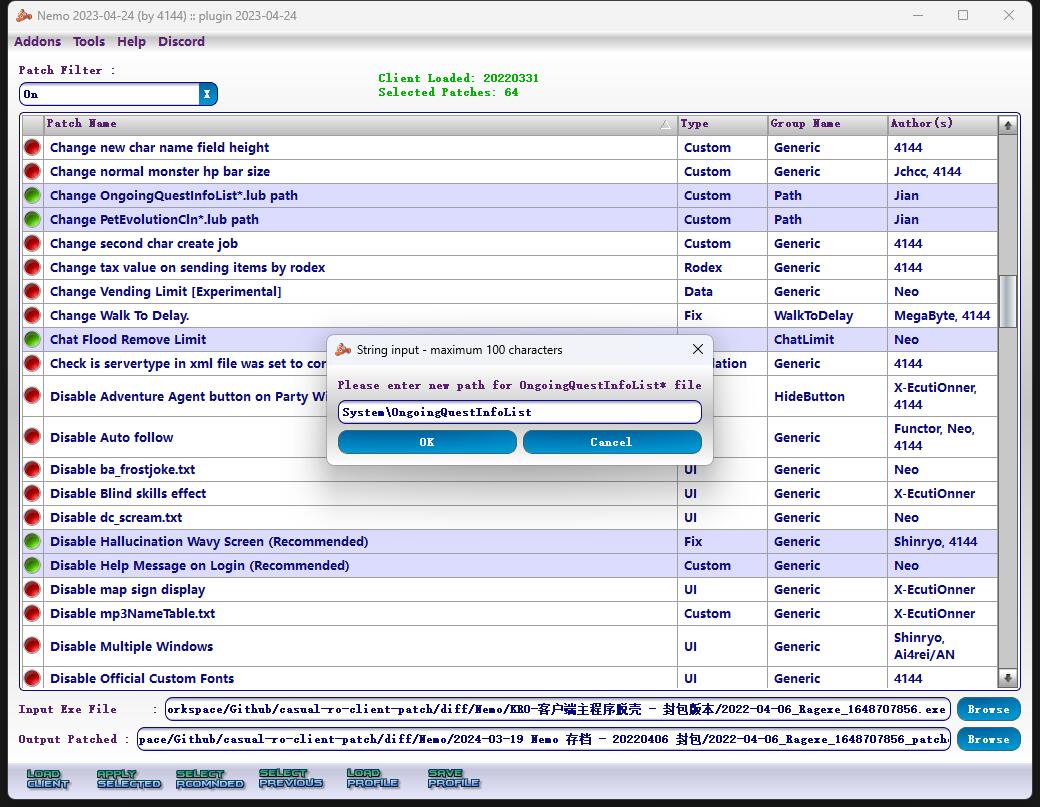 Nemo 2023-04-24 (by 4144) :: plugin 2023-04-24
Addons Tools Help Discord
Patch Filter :
On X
Client Loaded: 20220331
Selected Patches: 64
Patch Name Type Group Name Author(s)
Change new char name field height Custom Generic 4144
Change normal monster hp bar size Custom Generic Jchcc, 4144
Change OngoingQuestInfoList*.lub path Custom Path Jian
Change PetEvolutionCln*.lub path Custom Path Jian
Change second char create job Custom Generic 4144
Change tax value on sending items by rodex Rodex Generic 4144
Change Vending Limit [Experimental] Data Generic Neo
Change Walk To Delay. Fix WalkToDelay MegaByte, 4144
Chat Flood Remove Limit ChatLimit Neo
Check is servertype in xml file was set to cor lation Generic 4144
Disable Adventure Agent button on Party Wi HideButton X-EcutiOnner,
4144
Disable Auto follow Generic Functor, Neo,
4144
Disable ba_frostjoke.txt UI Generic Neo
Disable Blind skills effect UI Generic X-EcutiOnner
Disable dc_scream.txt UI Generic Neo
Disable Hallucination Wavy Screen (Recommended) Fix Generic Shinryo, 4144
Disable Help Message on Login (Recommended) Custom Generic Neo
Disable map sign display UI Generic X-EcutiOnner
Disable mp3NameTable.txt Custom Generic X-EcutiOnner
Disable Multiple Windows UI Generic Shinryo,
Ai4rei/AN
Disable Official Custom Fonts UI Generic 4144
String input - maximum 100 characters
Please enter new path for OngoingQuestInfoList* file
System\OngoingQuestInfoList
OK Cancel
Input Exe File : orkspace/Github/casual-ro-client-patch/diff/Nemo/KRO-客户端主程序脱壳 - 封包版本/2022-04-06_Ragexe_1648707856.exe Browse
Output Patched : pace/Github/casual-ro-client-patch/diff/Nemo/2024-03-19 Nemo 存档 - 20220406 封包/2022-04-06_Ragexe_1648707856_patche Browse
LOAD CLIENT APPLY SELECTED SELECT RCOMNDED SELECT PREVIOUS LOAD PROFILE SAVE PROFILE